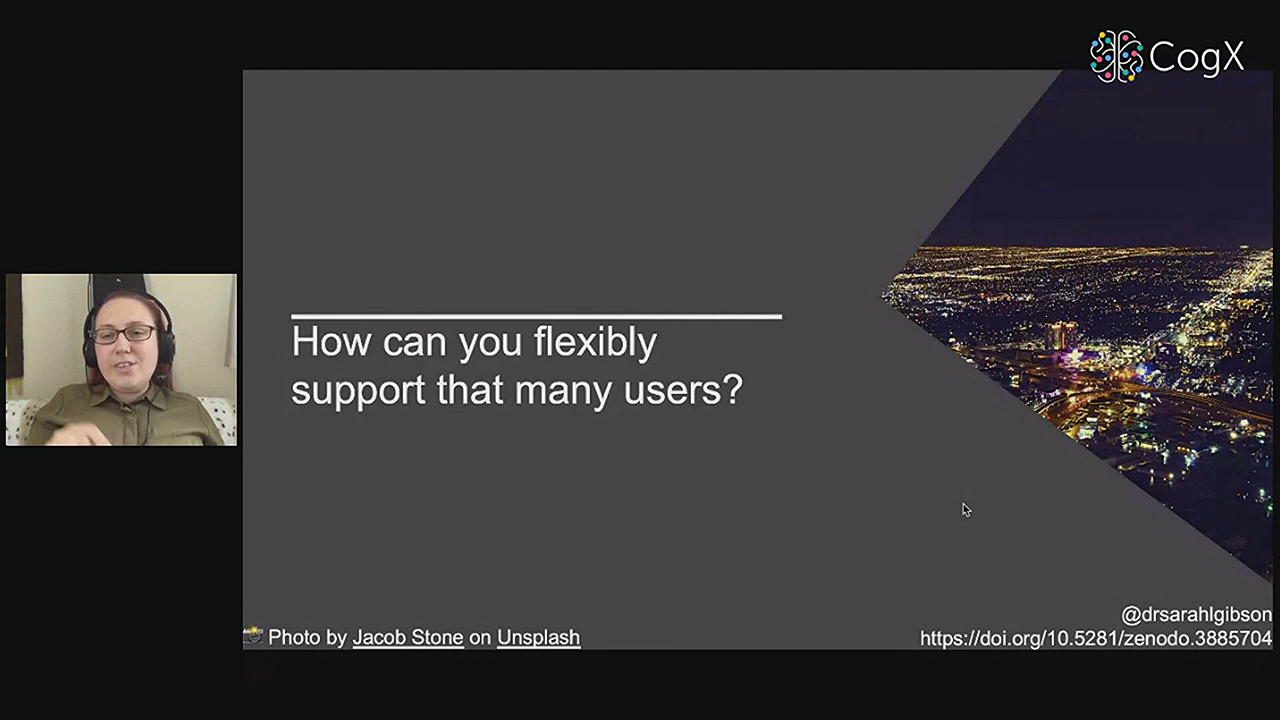 CogX
How can you flexibly
support that many users?
@drsarahlgibson
Photo by Jacob Stone on Unsplash
https://doi.org/10.5281/zenodo.3885704